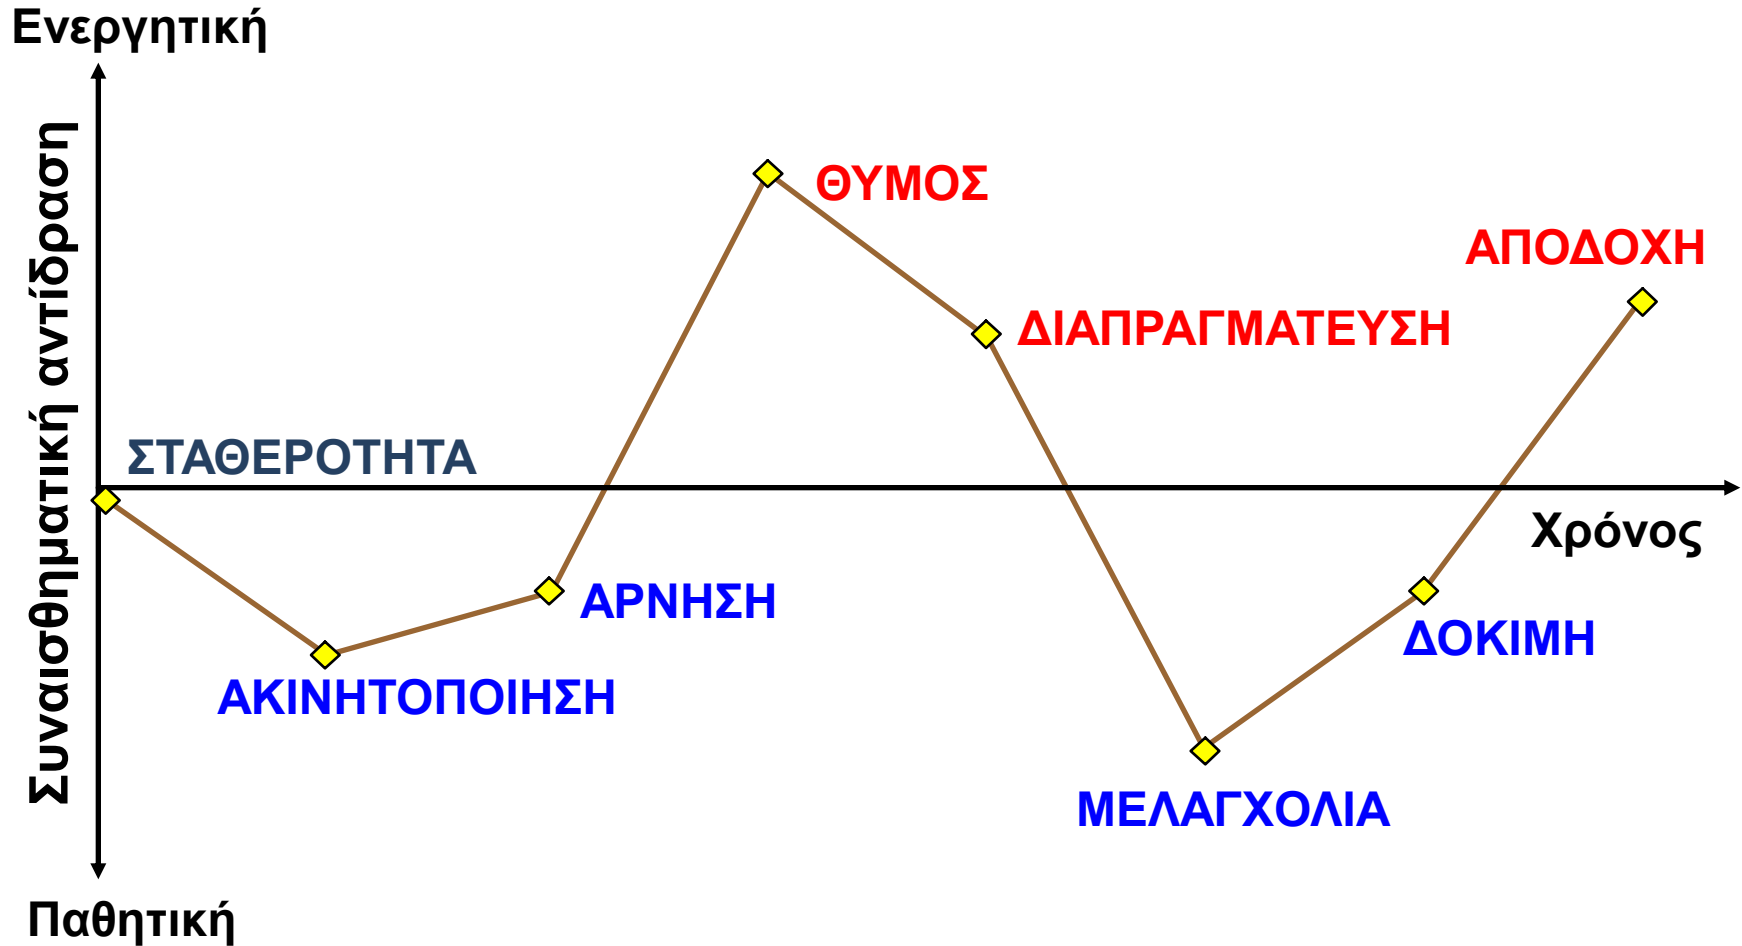 Ενεργητική
Συναισθηματική αντίδραση
ΘΥΜΟΣ
ΑΠΟΔΟΧΗ
ΔΙΑΠΡΑΓΜΑΤΕΥΣΗ
ΣΤΑΘΕΡΟΤΗΤΑ
Χρόνος
ΑΡΝΗΣΗ
ΔΟΚΙΜΗ
ΑΚΙΝΗΤΟΠΟΙΗΣΗ
ΜΕΛΑΓΧΟΛΙΑ
Παθητική